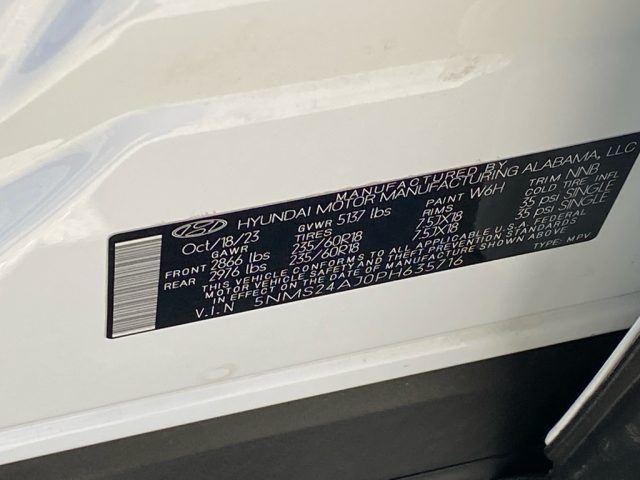 MANUFACTURED BY
HYUNDAI MOTOR MANUFACTURING ALABAMA, LLC
Oct/18/23 GVWR 5137 lbs PAINT W6H TRIM NNB
GAWR TIRES RIMS COLD TIRE INFL
FRONT 2866 lbs 235/60R18 7.5JX18 35 psi SINGLE
REAR 2976 lbs 235/60R18 7.5JX18 35 psi SINGLE
THIS VEHICLE CONFORMS TO ALL APPLICABLE U.S.A FEDERAL
MOTOR VEHICLE SAFETY AND BUMPER AND THEFT PREVENTION STANDARDS
IN EFFECT ON THE DATE OF MANUFACTURE SHOWN ABOVE
V.I.N 5NMS24AJ0PH635716 TYPE: MPV